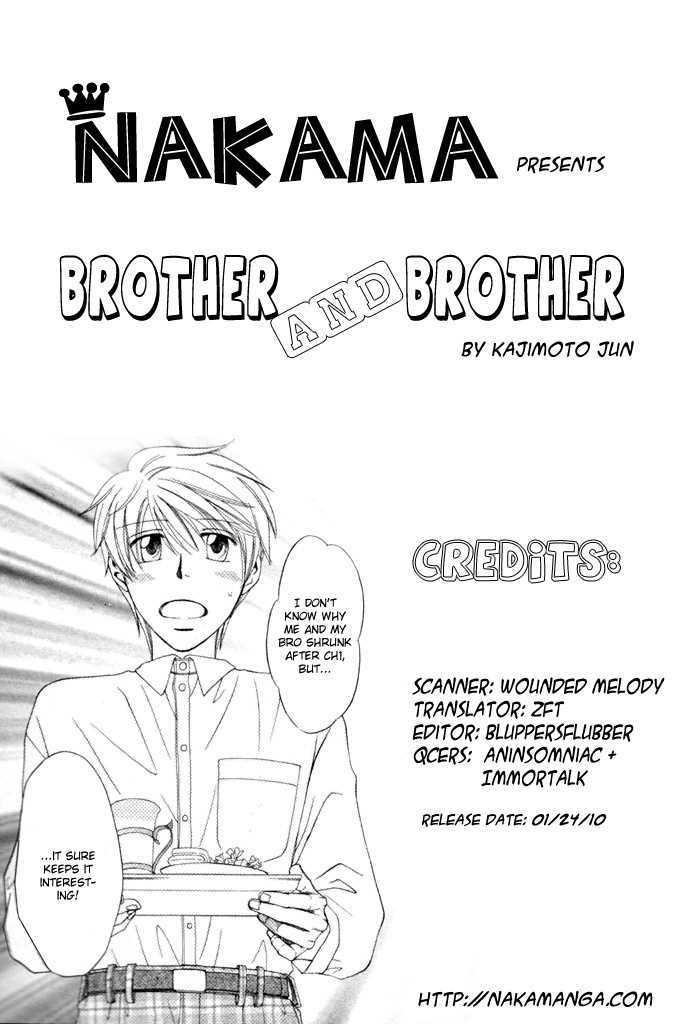 NAKAMA PRESENTS
BROTHER AND BROTHER
BY KAJIMOTO JUN
CREDITS:
I DON'T
KNOW WHY
ME AND MY
BRO SHRUNK
AFTER CH1,
BUT...
SCANNER: WOUNDED MELODY
TRANSLATOR: ZFT
EDITOR: BLUPPERSFLUBBER
QCERS: ANINSOMNIAC +
IMMORTALK
RELEASE DATE: 01/24/10
...IT SURE
KEEPS IT
INTEREST-
ING!
HTTP://NAKAMANGA.COM